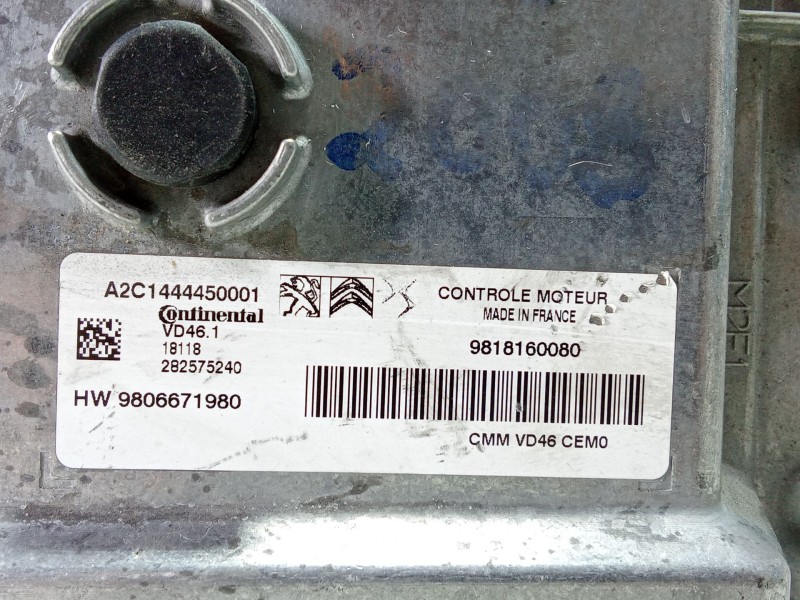 A2C1444450001
Continental
VD46.1
18118
282575240
HW 9806671980
CONTROLE MOTEUR
MADE IN FRANCE
9818160080
CMM VD46 CEM0